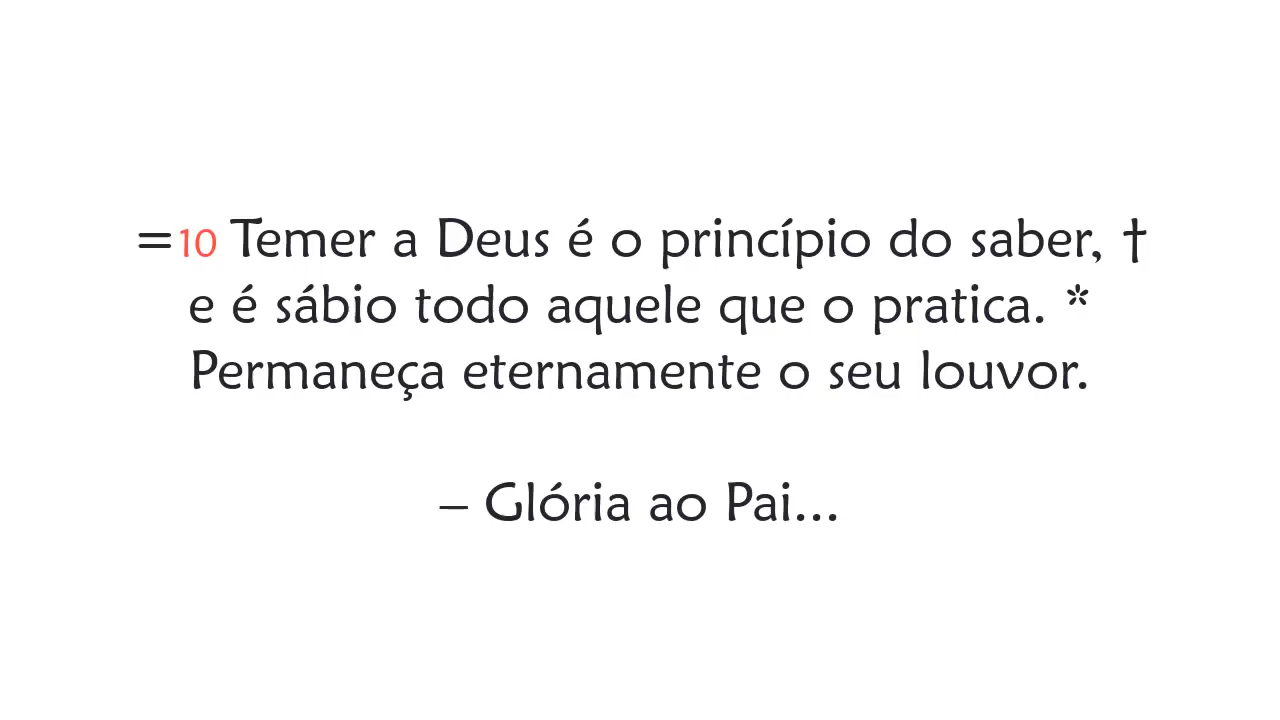 =10 Temer a Deus é o princípio do saber, †
e é sábio todo aquele que o pratica. *
Permaneça eternamente o seu louvor.
– Glória ao Pai...